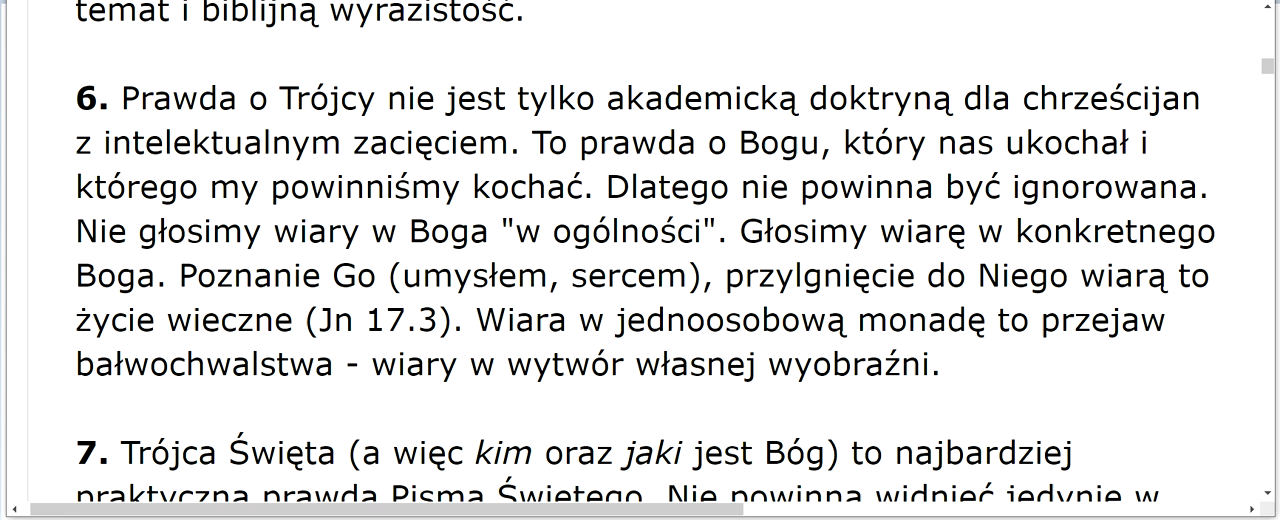 temat i biblijną wyrazistość.
6. Prawda o Trójcy nie jest tylko akademicką doktryną dla chrześcijan
z intelektualnym zacięciem. To prawda o Bogu, który nas ukochał i
którego my powinniśmy kochać. Dlatego nie powinna być ignorowana.
Nie głosimy wiary w Boga "w ogólności". Głosimy wiarę w konkretnego
Boga. Poznanie Go (umysłem, sercem), przylgnięcie do Niego wiarą to
życie wieczne (Jn 17.3). Wiara w jednoosobową monadę to przejaw
bałwochwalstwa - wiary w wytwór własnej wyobraźni.
7. Trójca Święta (a więc kim oraz jaki jest Bóg) to najbardziej
praktyczna prawda Pisma Świętego. Nie powinna widnieć jedynie w